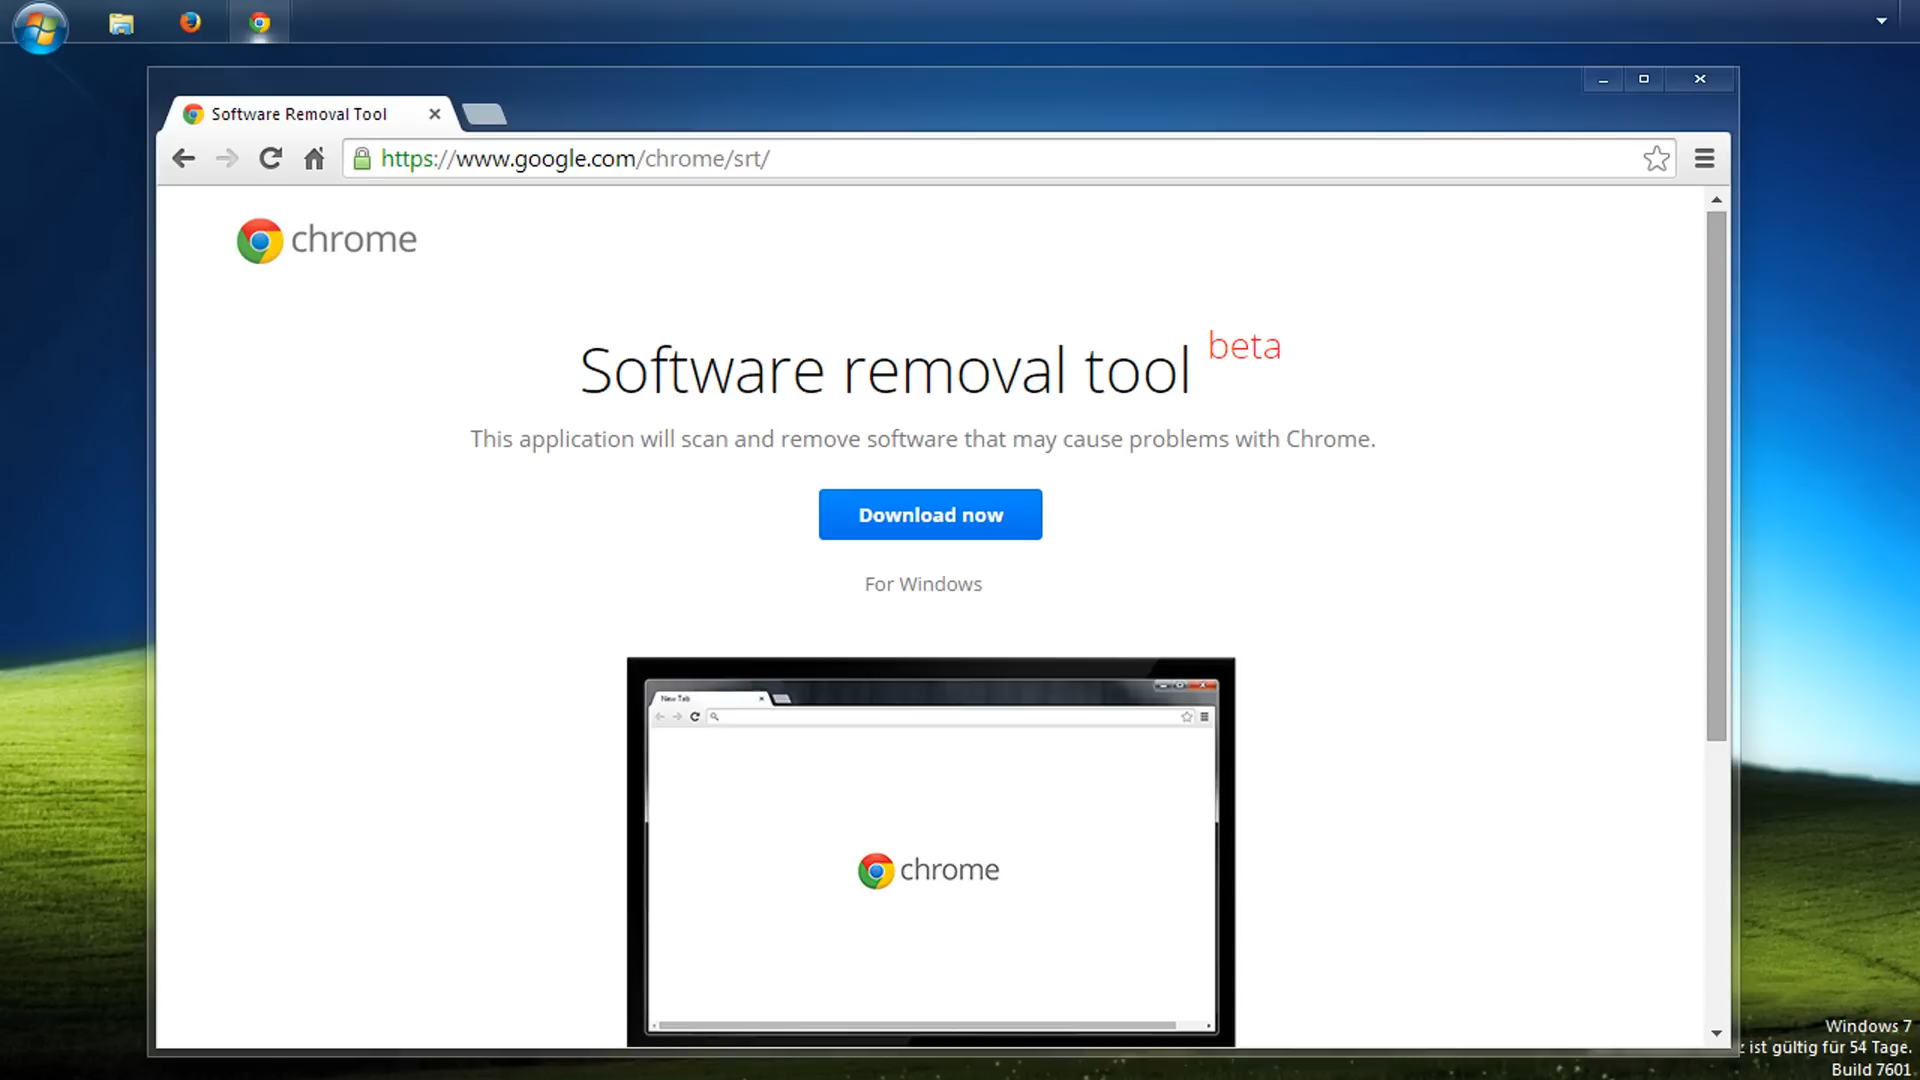 Software Removal Tool
https://www.google.com/chrome/srt/
chrome
Software removal tool beta
This application will scan and remove software that may cause problems with Chrome.
Download now
For Windows
New Tab
chrome
Windows 7
ist gültig für 54 Tage.
Build 7601